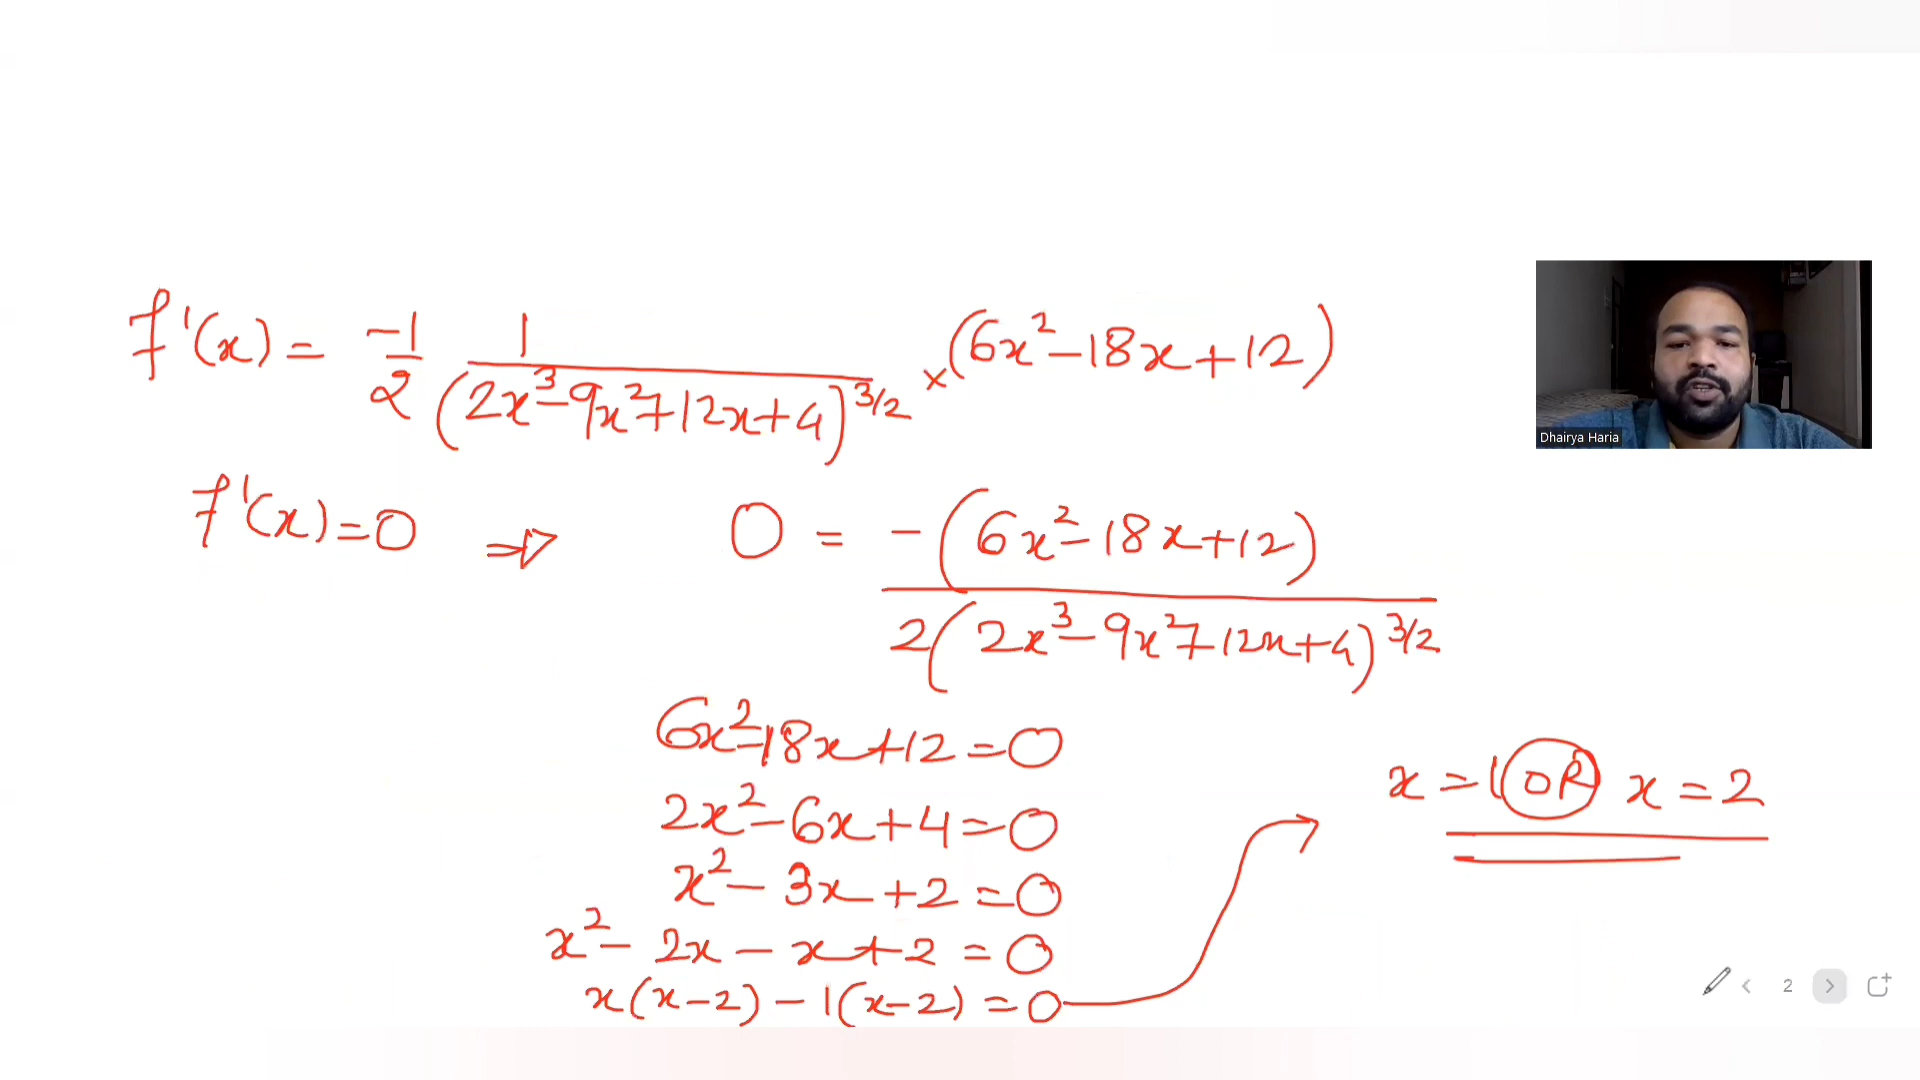 f'(x) = -1/2 1/(2x³-9x²+12x+4)^3/2 × (6x²-18x+12)
Dhairya Haria
f'(x)=0 ⇒ 0 = -(6x²-18x+12)/2(2x³-9x²+12x+4)^3/2
6x²-18x+12=0
x=1 OR x=2
2x²-6x+4=0
x²-3x+2=0
x²-2x-x+2=0
x(x-2)-1(x-2)=0
2